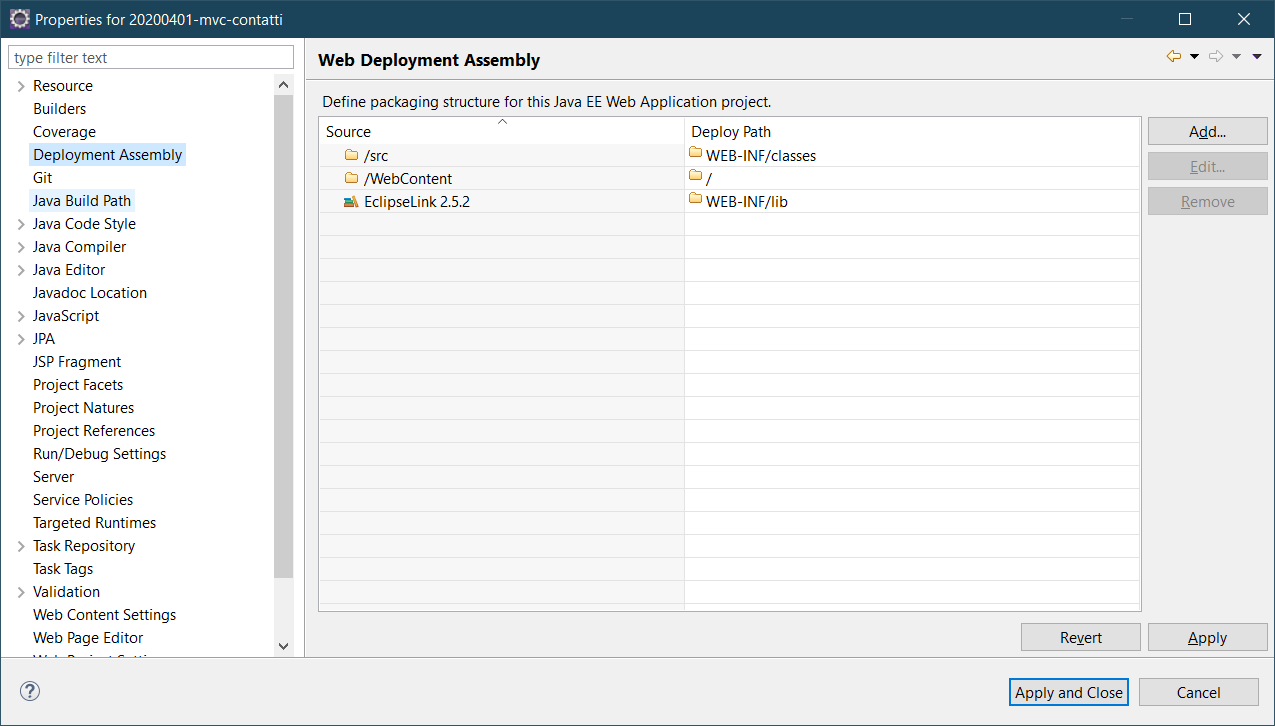 Properties for 20200401-mvc-contatti
type filter text
Resource
Builders
Coverage
Deployment Assembly
Git
Java Build Path
Java Code Style
Java Compiler
Java Editor
Javadoc Location
JavaScript
JPA
JSP Fragment
Project Facets
Project Natures
Project References
Run/Debug Settings
Server
Service Policies
Targeted Runtimes
Task Repository
Task Tags
Validation
Web Content Settings
Web Page Editor
Web Deployment Assembly
Define packaging structure for this Java EE Web Application project.
Source Deploy Path
/src WEB-INF/classes
/WebContent /
EclipseLink 2.5.2 WEB-INF/lib
Add...
Edit...
Remove
Revert Apply
? Apply and Close Cancel